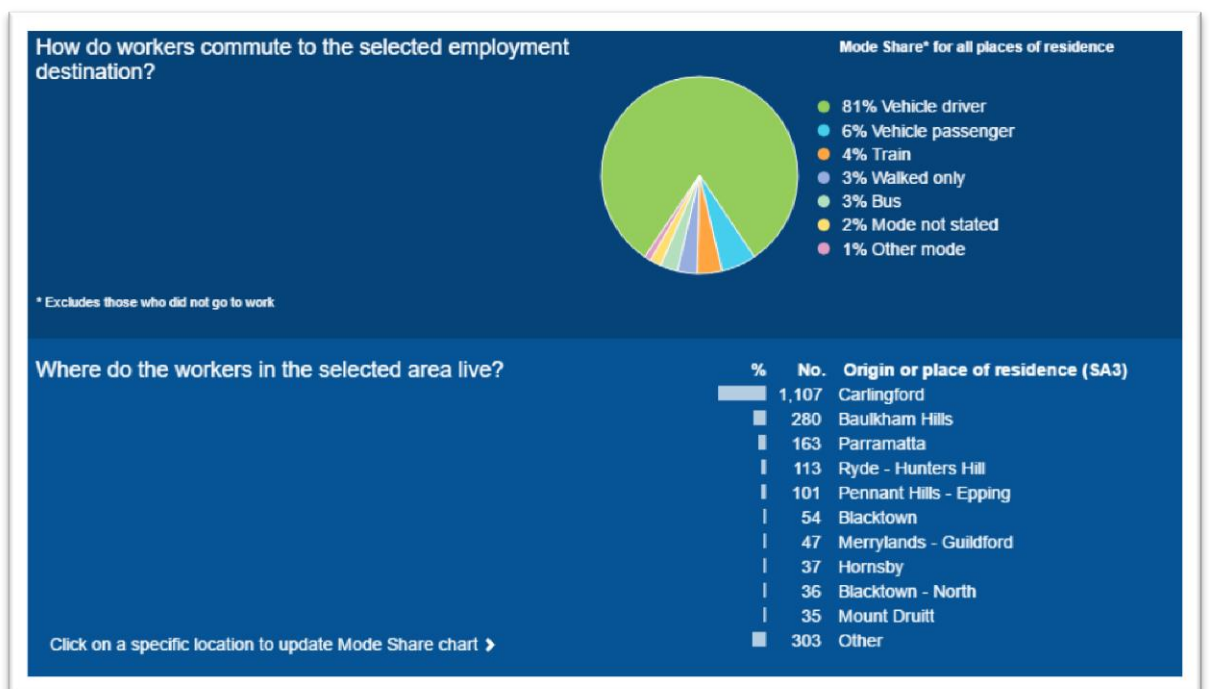 How do workers commute to the selected employment
destination?
Mode Share* for all places of residence
81% Vehicle driver
6% Vehicle passenger
4% Train
3% Walked only
3% Bus
2% Mode not stated
1% Other mode
* Excludes those who did not go to work
Where do the workers in the selected area live?
% No. Origin or place of residence (SA3)
1,107 Carlingford
280 Baulkham Hills
163 Parramatta
113 Ryde - Hunters Hill
101 Pennant Hills - Epping
54 Blacktown
47 Merrylands - Guildford
37 Hornsby
36 Blacktown - North
35 Mount Druitt
303 Other
Click on a specific location to update Mode Share chart >